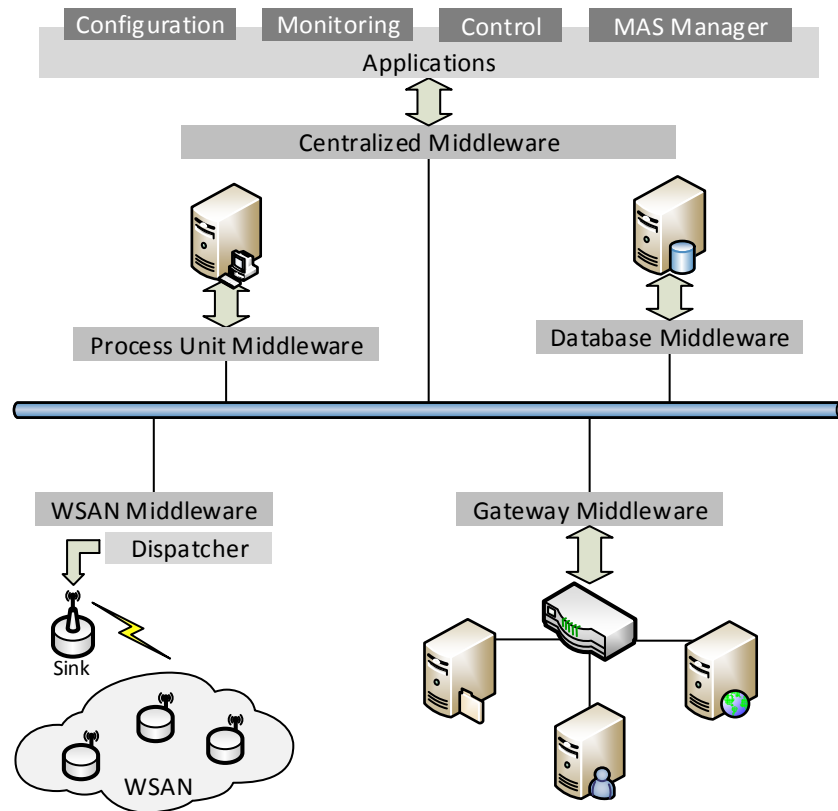 Configuration
Monitoring
Control
MAS Manager
Applications
Centralized Middleware
Process Unit Middleware
Database Middleware
WSAN Middleware
Gateway Middleware
Dispatcher
Sink
WSAN